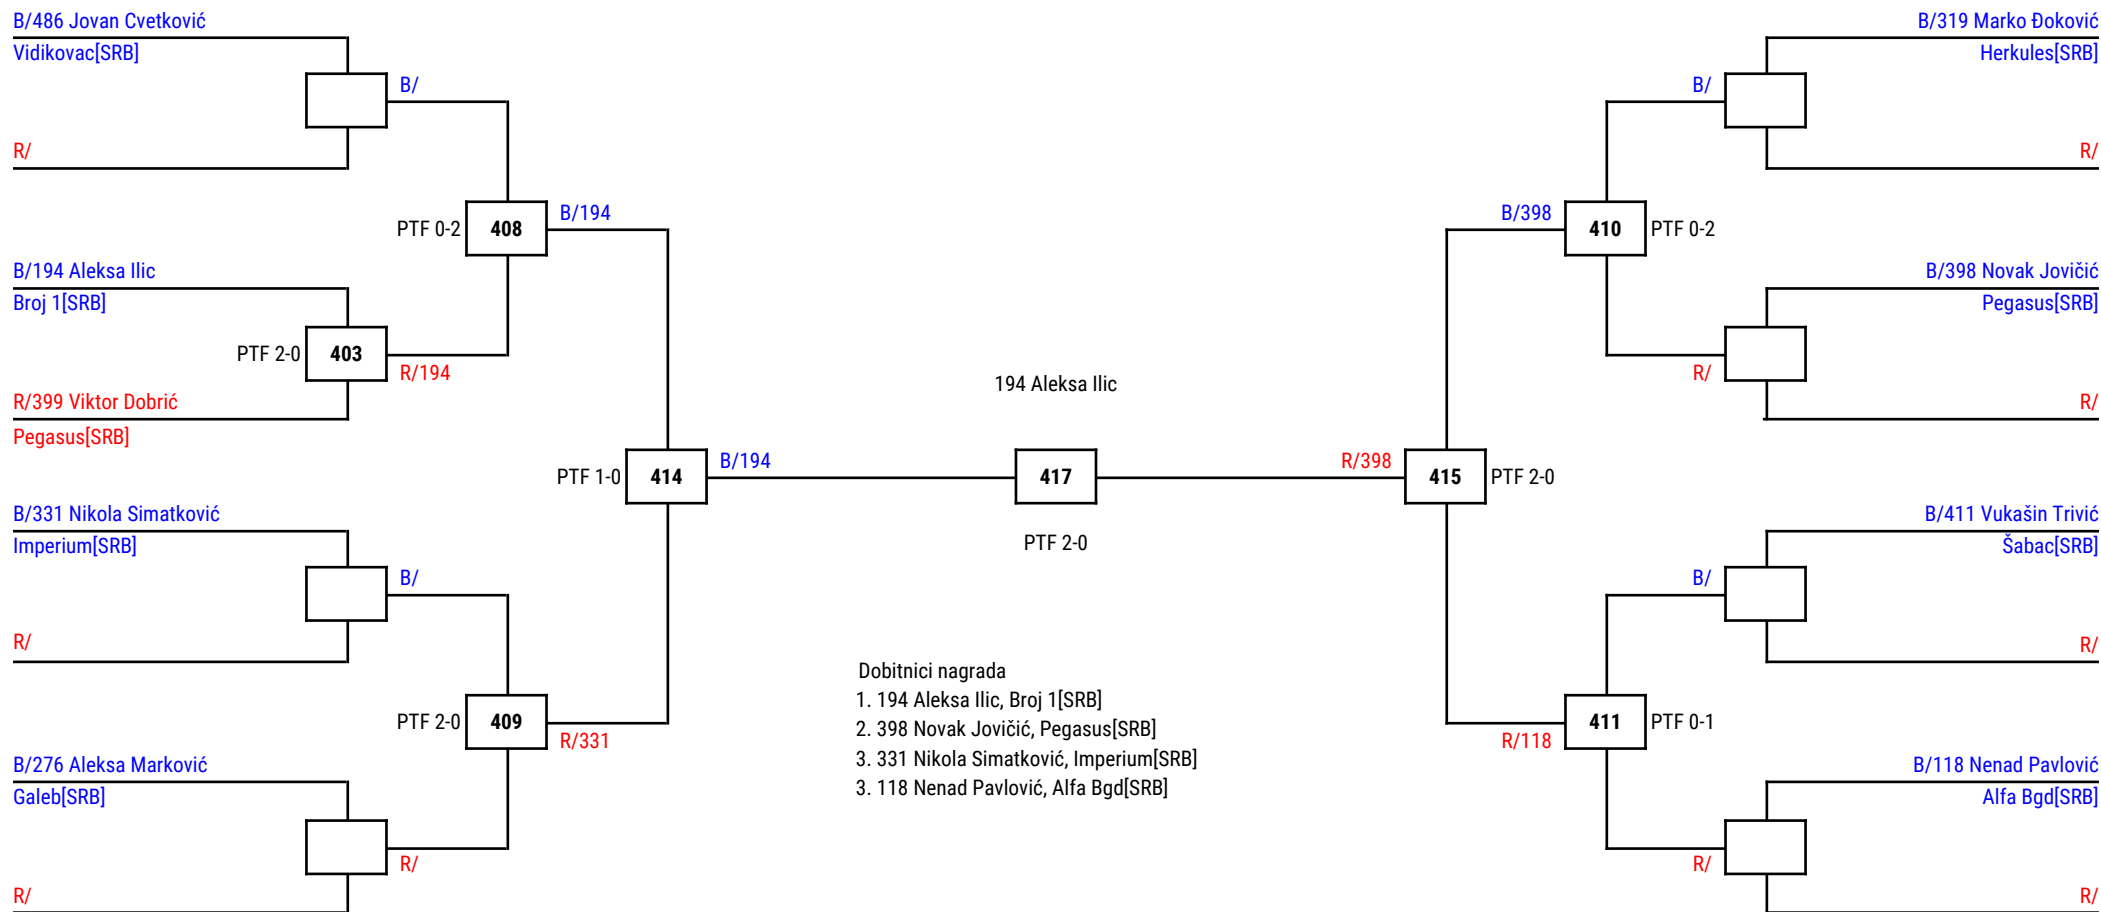 B/486 Jovan Cvetković
Vidikovac[SRB]
B/
R/
PTF 0-2 408 B/194
B/194 Aleksa Ilic
Broj 1[SRB]
PTF 2-0 403
R/194
R/399 Viktor Dobrić
Pegasus[SRB]
PTF 1-0 414 B/194
B/331 Nikola Simatković
Imperium[SRB]
B/
R/
PTF 2-0 409
R/331
B/276 Aleksa Marković
Galeb[SRB]
R/
R/
194 Aleksa Ilic
417
PTF 2-0
Dobitnici nagrada
1. 194 Aleksa Ilic, Broj 1[SRB]
2. 398 Novak Jovičić, Pegasus[SRB]
3. 331 Nikola Simatković, Imperium[SRB]
3. 118 Nenad Pavlović, Alfa Bgd[SRB]
B/319 Marko Đoković
Herkules[SRB]
B/
R/
B/398 410 PTF 0-2
B/398 Novak Jovičić
Pegasus[SRB]
R/
R/
R/398 415 PTF 2-0
B/411 Vukašin Trivić
Šabac[SRB]
B/
R/
411 PTF 0-1
R/118
B/118 Nenad Pavlović
Alfa Bgd[SRB]
R/
R/